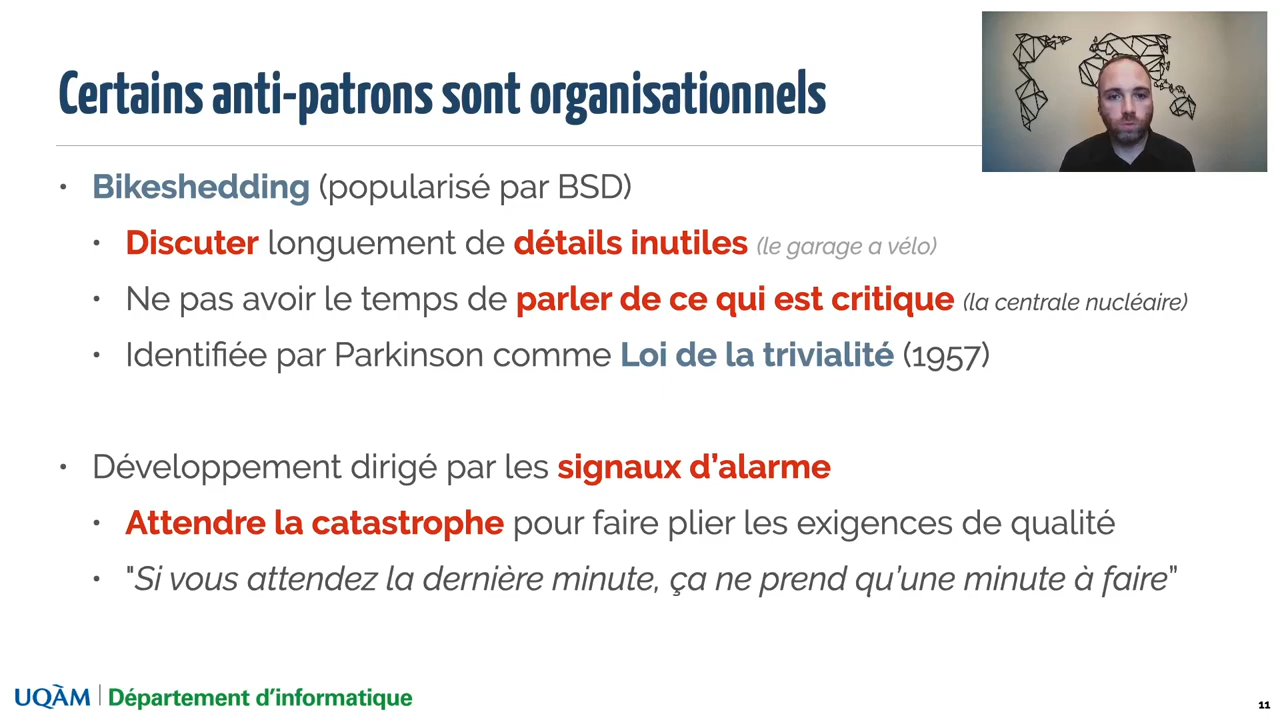 Certains anti-patrons sont organisationnels
• Bikeshedding (popularisé par BSD)
• Discuter longuement de détails inutiles (le garage a vélo)
• Ne pas avoir le temps de parler de ce qui est critique (la centrale nucléaire)
• Identifiée par Parkinson comme Loi de la trivialité (1957)
• Développement dirigé par les signaux d’alarme
• Attendre la catastrophe pour faire plier les exigences de qualité
• "Si vous attendez la dernière minute, ça ne prend qu’une minute à faire”
UQÀM | Département d’informatique
11